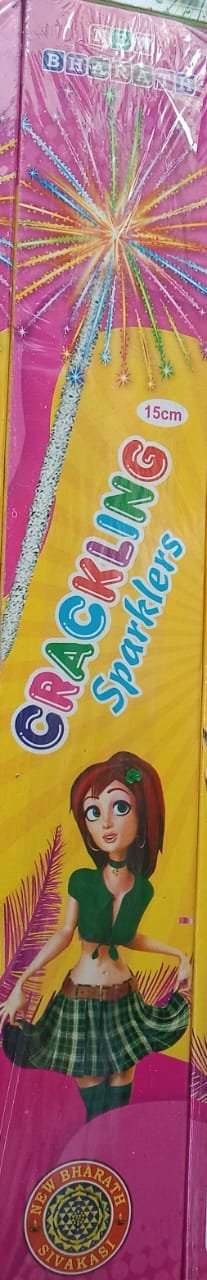 NEW
BHARATH
15cm
CRACKLING
Sparklers
NEW BHARATH
SIVAKASI